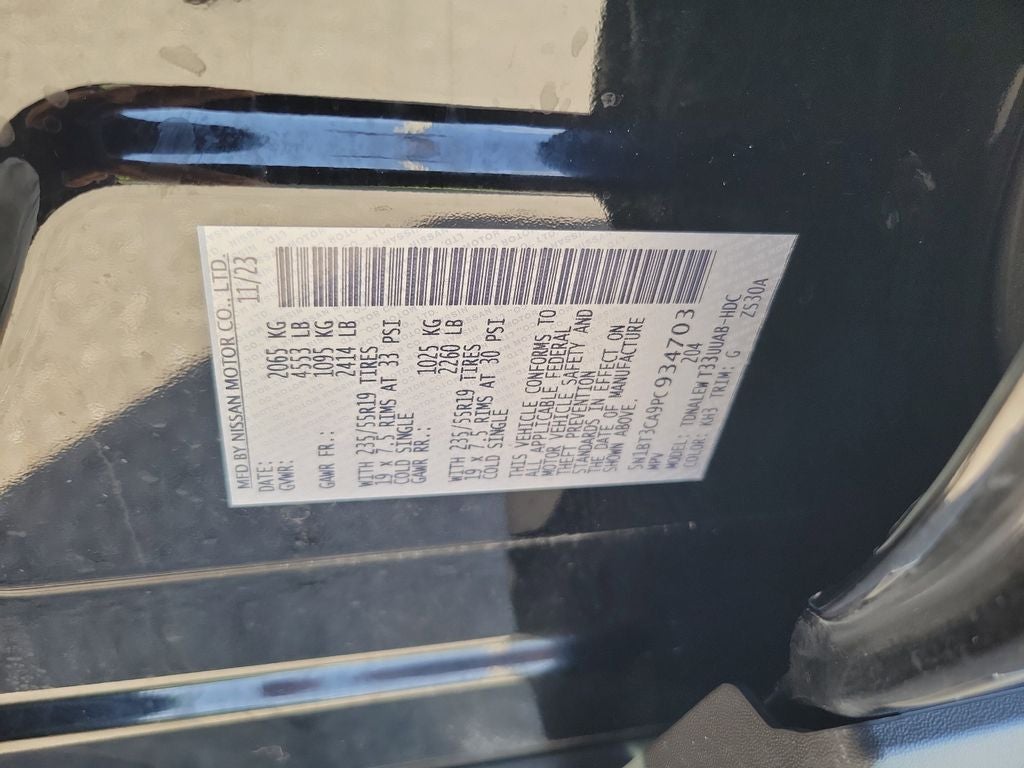 MFD BY NISSAN MOTOR CO., LTD.
DATE: 11/23
GVWR: 2065 KG
4553 LB
GAWR FR.: 1095 KG
2414 LB
WITH 235/55R19 TIRES
19 x 7.5 RIMS AT 33 PSI
COLD SINGLE
GAWR RR.: 1025 KG
2260 LB
WITH 235/55R19 TIRES
19 x 7.5 RIMS AT 30 PSI
COLD SINGLE
THIS VEHICLE CONFORMS TO
ALL APPLICABLE FEDERAL
MOTOR VEHICLE SAFETY AND
THEFT PREVENTION
STANDARDS IN EFFECT ON
THE DATE OF MANUFACTURE
SHOWN ABOVE.
5N1BT3CA9PC934703
MPV 204
MODEL: TDNALEWT33UUAB-HDC
COLOR: KH3 TRIM: G ZS30A